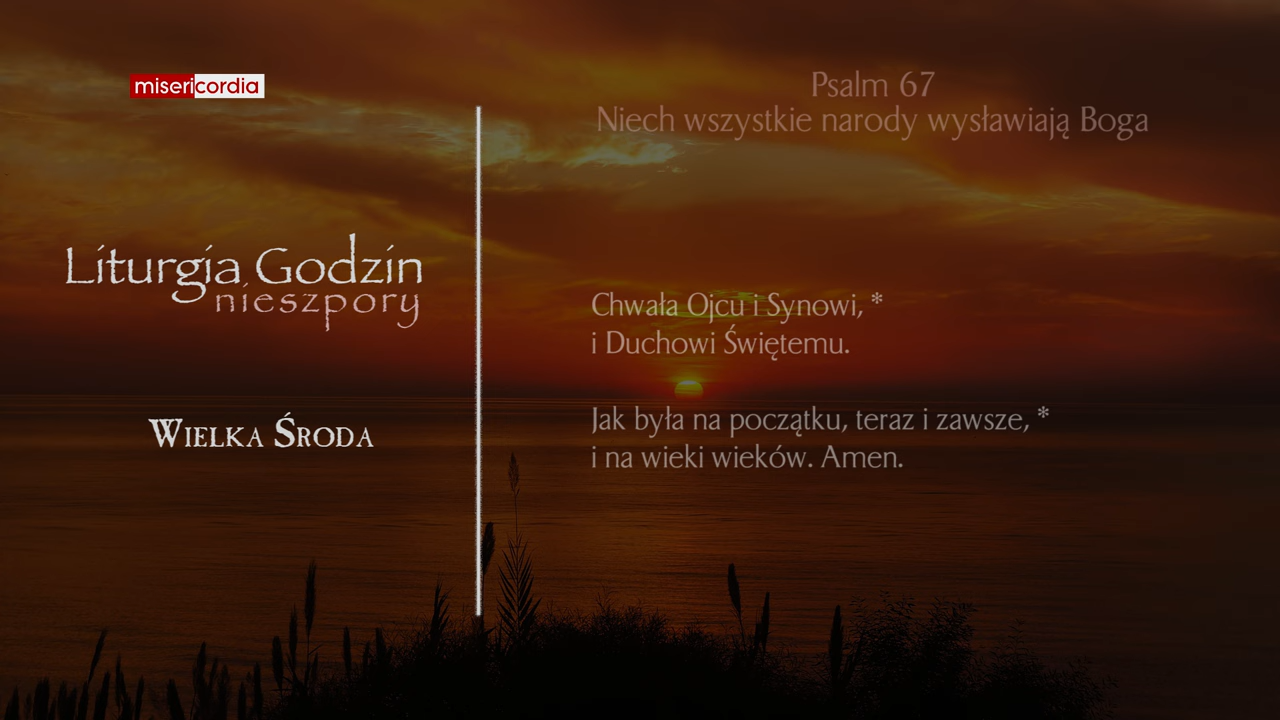 misericordia
Liturgia Godzin
nieszpory
Wielka Środa
Psalm 67
Niech wszystkie narody wysławiają Boga
Chwała Ojcu i Synowi, *
i Duchowi Świętemu.
Jak była na początku, teraz i zawsze, *
i na wieki wieków. Amen.